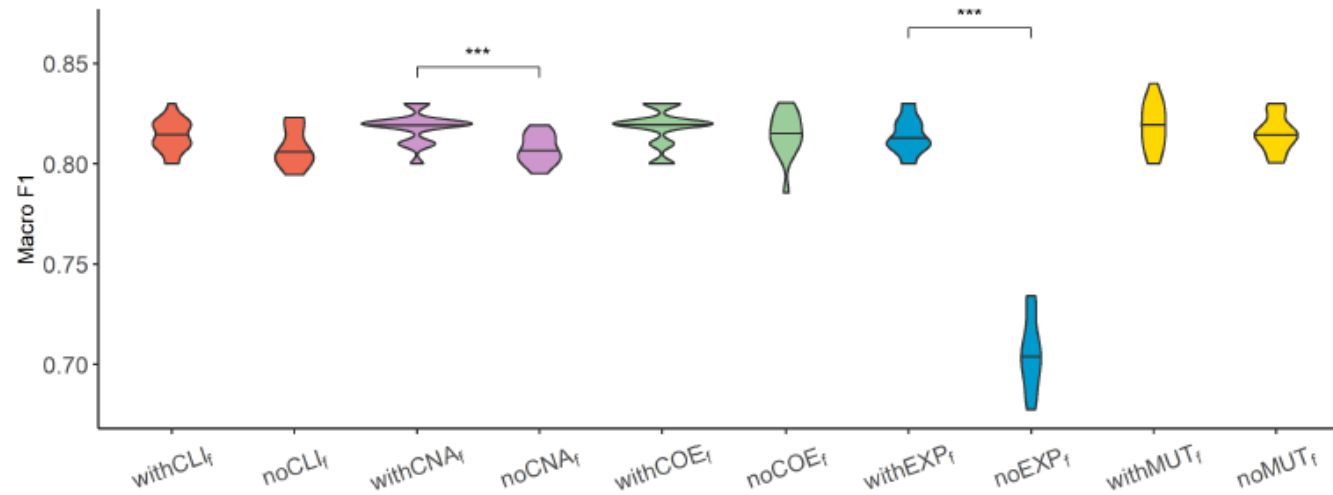 ***
***
0.85
0.80
0.75
0.70
Macro F1
withCLIf
noCLIf
withCNAf
noCNAf
withCOEf
noCOEf
withEXPf
noEXPf
withMUTf
noMUTf